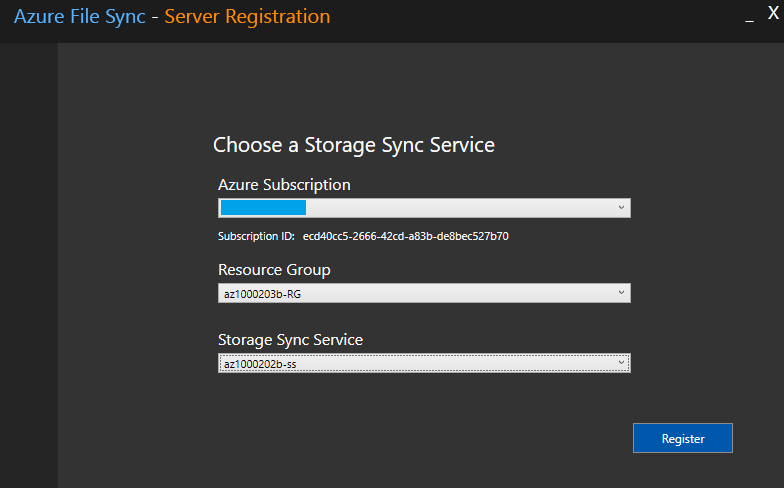 Azure File Sync - Server Registration
_ X
Choose a Storage Sync Service
Azure Subscription
Subscription ID: ecd40cc5-2666-42cd-a83b-de8bec527b70
Resource Group
az1000203b-RG
Storage Sync Service
az1000202b-ss
Register